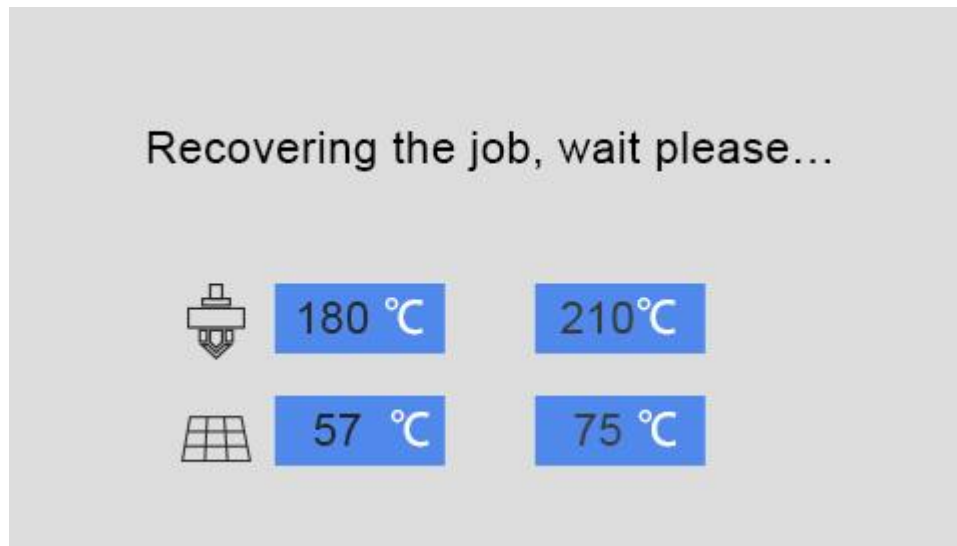 Recovering the job, wait please...
180 ℃ 210℃
57 ℃ 75 ℃